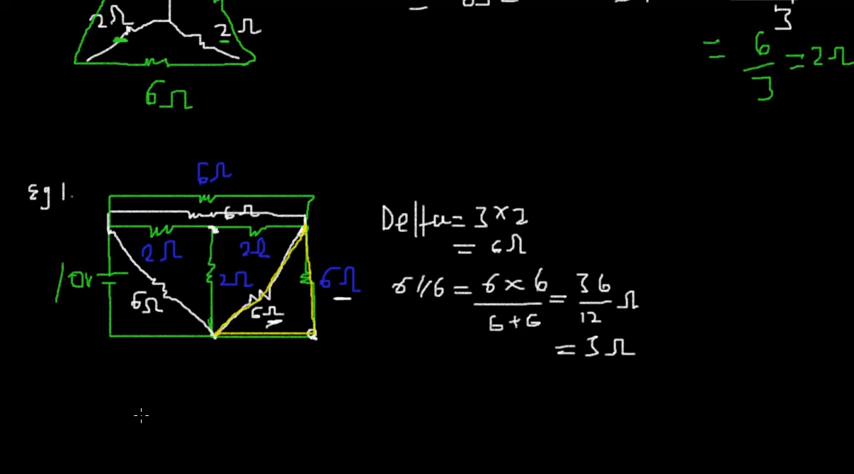 2Ω 2Ω
6Ω
3
= 6/3 = 2Ω
Eg 1.
6Ω
6Ω
2Ω 2Ω
10v 2Ω 6Ω
6Ω 6Ω
Delta = 3×2
= 6Ω
6//6 = 6×6/6+6 = 36/12 Ω
= 3Ω